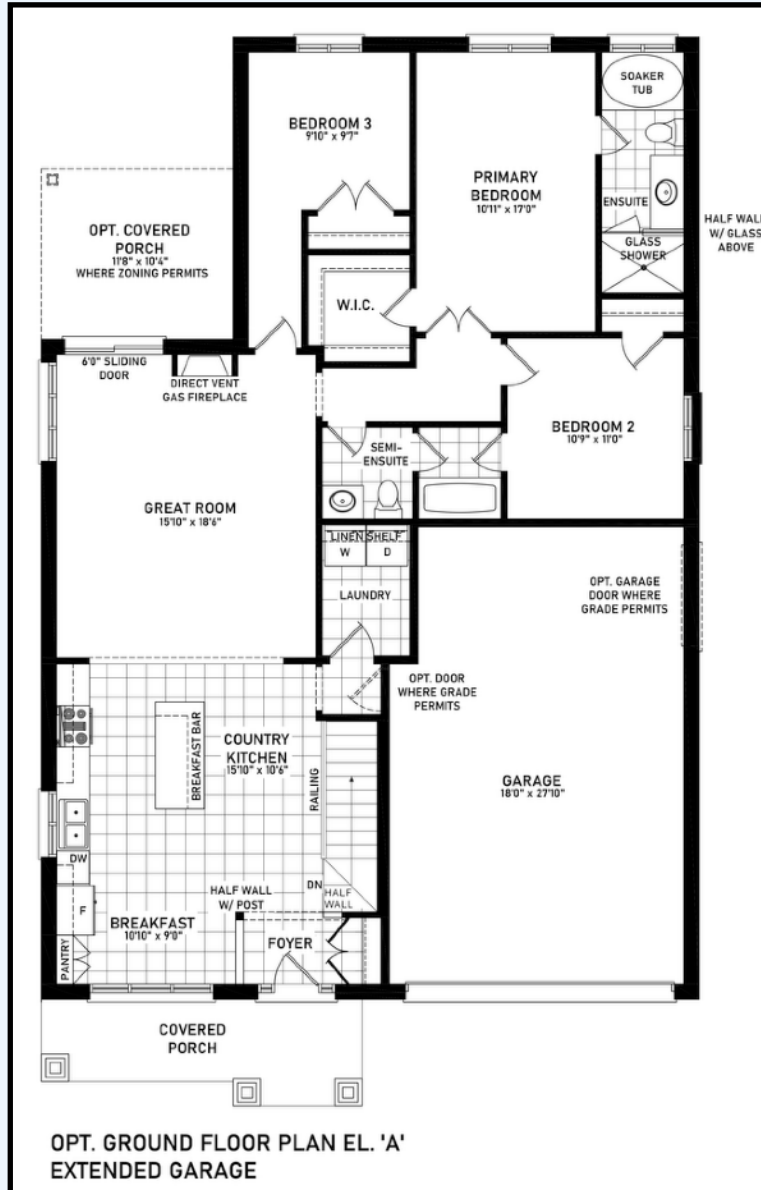 SOAKER
TUB
BEDROOM 3
9'10" x 9'7"
PRIMARY
BEDROOM
10'11" x 17'0"
ENSUITE
HALF WALL
W/ GLASS
ABOVE
GLASS
SHOWER
OPT. COVERED
PORCH
11'8" x 10'4"
WHERE ZONING PERMITS
W.I.C.
6'0" SLIDING
DOOR
DIRECT VENT
GAS FIREPLACE
BEDROOM 2
10'9" x 11'0"
SEMI-
ENSUITE
GREAT ROOM
15'10" x 18'6"
LINEN SHELF
W D
LAUNDRY
OPT. GARAGE
DOOR WHERE
GRADE PERMITS
OPT. DOOR
WHERE GRADE
PERMITS
BREAKFAST BAR
COUNTRY
KITCHEN
15'10" x 10'6"
RAILING
GARAGE
18'0" x 27'10"
DW
DN
HALF
WALL
HALF WALL
W/ POST
F
BREAKFAST
10'10" x 9'0"
FOYER
PANTRY
COVERED
PORCH
OPT. GROUND FLOOR PLAN EL. 'A'
EXTENDED GARAGE